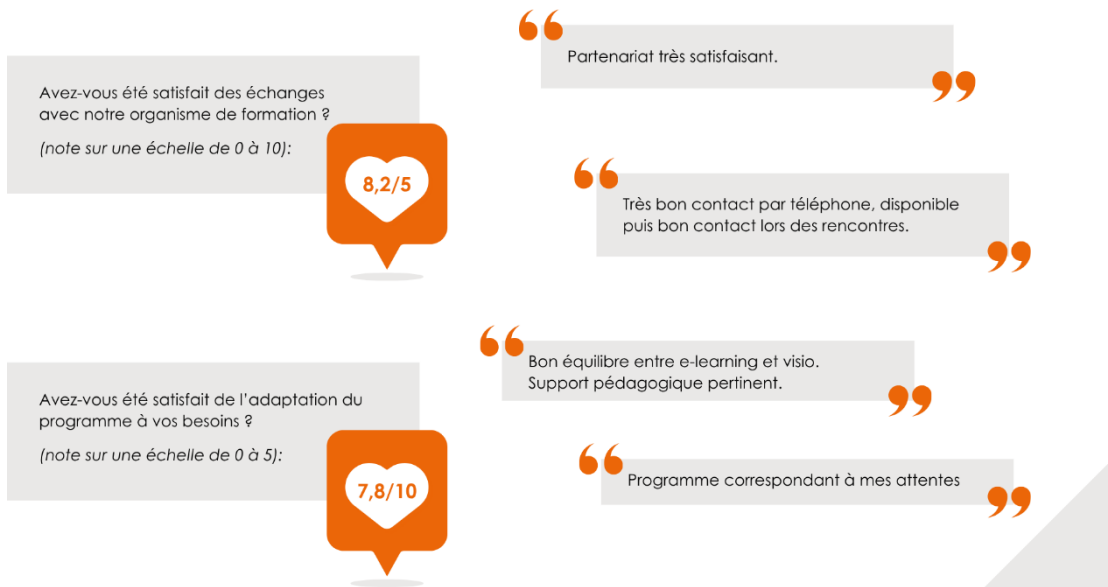 Avez-vous été satisfait des échanges
avec notre organisme de formation ?
(note sur une échelle de 0 à 10):
8,2/5
“
Partenariat très satisfaisant.
”
“
Très bon contact par téléphone, disponible
puis bon contact lors des rencontres.
”
Avez-vous été satisfait de l’adaptation du
programme à vos besoins ?
(note sur une échelle de 0 à 5):
7,8/10
“
Bon équilibre entre e-learning et visio.
Support pédagogique pertinent.
”
“
Programme correspondant à mes attentes
”